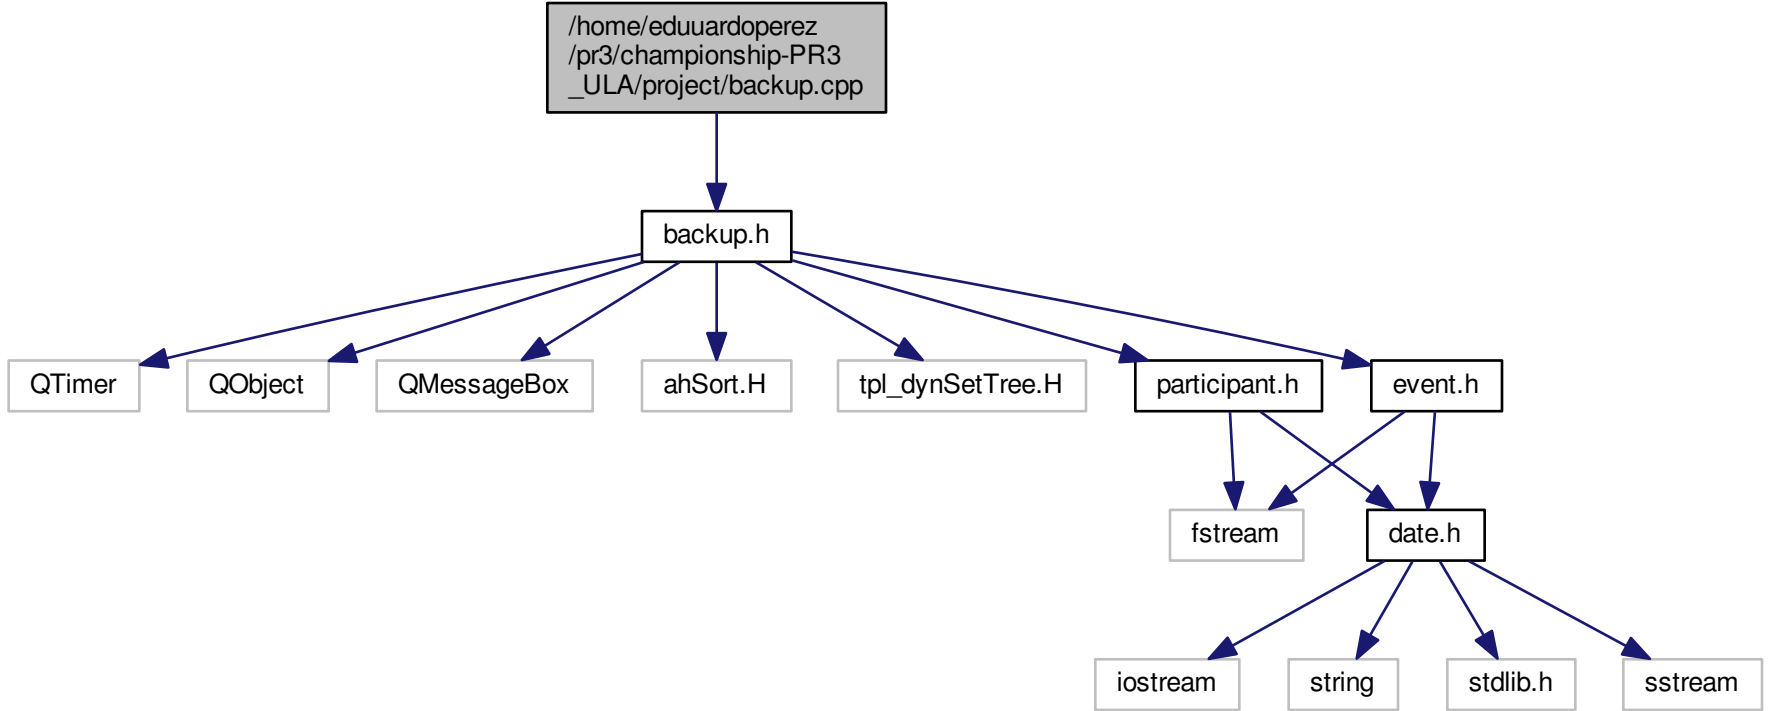 /home/eduuardoperez
/pr3/championship-PR3
_ULA/project/backup.cpp
backup.h
QTimer
QObject
QMessageBox
ahSort.H
tpl_dynSetTree.H
participant.h
event.h
fstream
date.h
iostream
string
stdlib.h
sstream